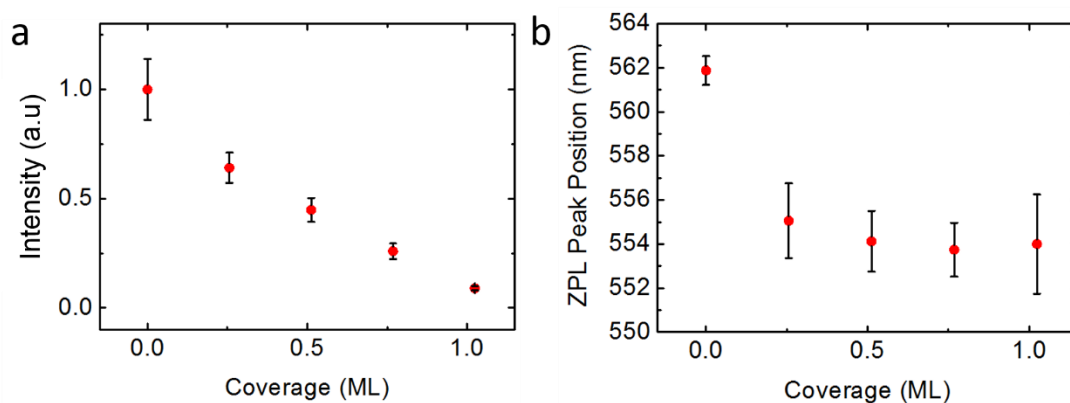 a
1.0
0.5
0.0
Intensity (a.u)
0.0 0.5 1.0
Coverage (ML)
b
564
562
560
558
556
554
552
550
ZPL Peak Position (nm)
0.0 0.5 1.0
Coverage (ML)